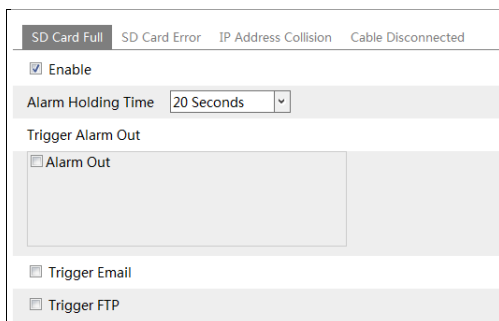 SD Card Full SD Card Error IP Address Collision Cable Disconnected
Enable
Alarm Holding Time 20 Seconds
Trigger Alarm Out
Alarm Out
Trigger Email
Trigger FTP